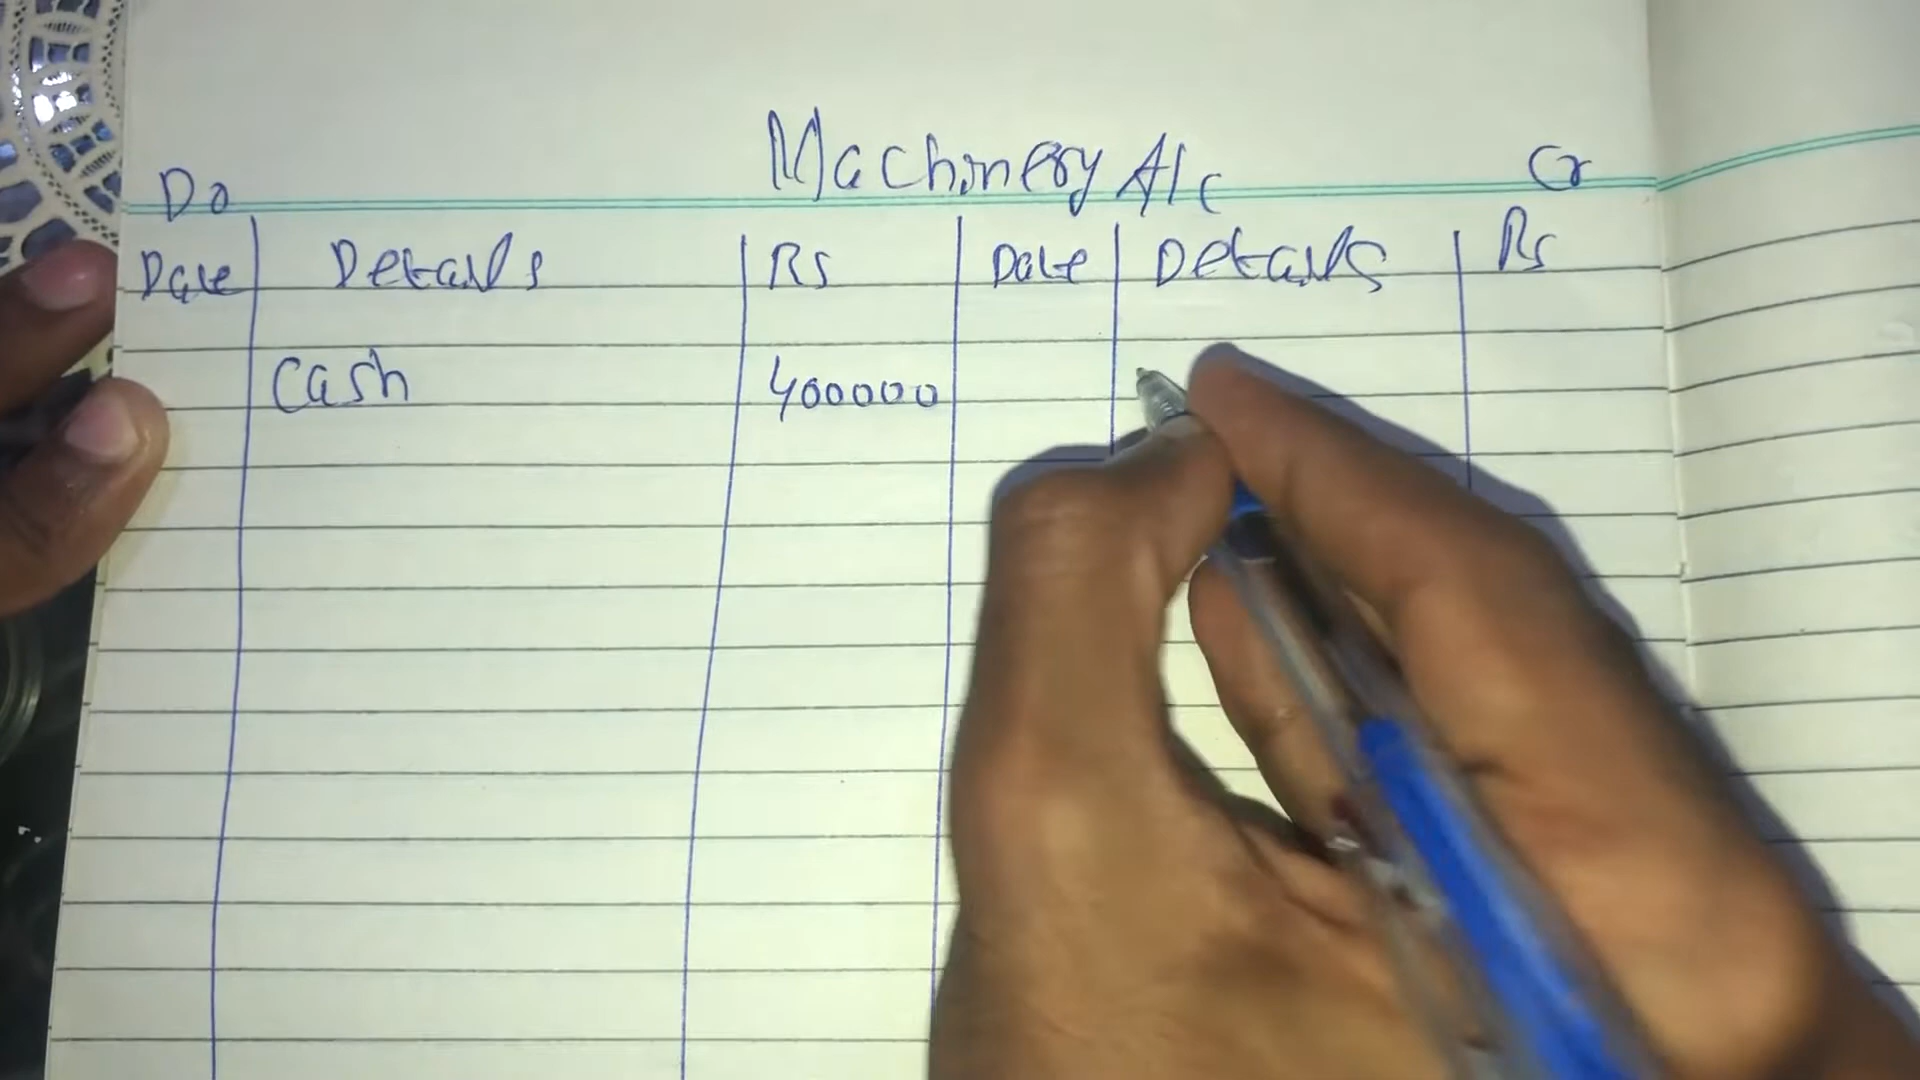 Machinery A/c
Dr Cr
Date Details Rs Date Details Rs
Cash 400000